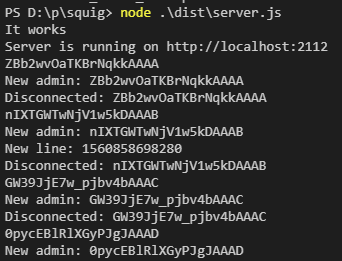 PS D:\p\squig> node .\dist\server.js
It works
Server is running on http://localhost:2112
ZBb2wvOaTKBrNqkkAAAA
New admin: ZBb2wvOaTKBrNqkkAAAA
Disconnected: ZBb2wvOaTKBrNqkkAAAA
nIXTGWTwNjV1w5kDAAAB
New admin: nIXTGWTwNjV1w5kDAAAB
New line: 1560858698280
Disconnected: nIXTGWTwNjV1w5kDAAAB
GW39JjE7w_pjbv4bAAAC
New admin: GW39JjE7w_pjbv4bAAAC
Disconnected: GW39JjE7w_pjbv4bAAAC
0pycEBlRlXGyPJgJAAAD
New admin: 0pycEBlRlXGyPJgJAAAD